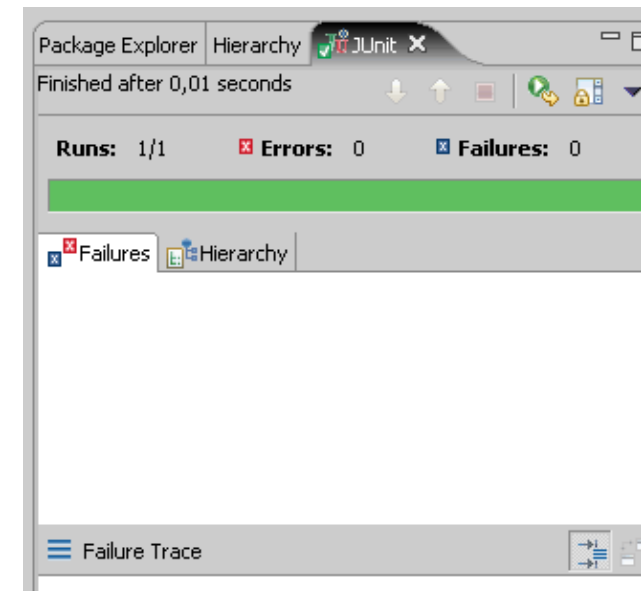 Package Explorer Hierarchy JUnit
Finished after 0,01 seconds
Runs: 1/1 Errors: 0 Failures: 0
Failures Hierarchy
Failure Trace